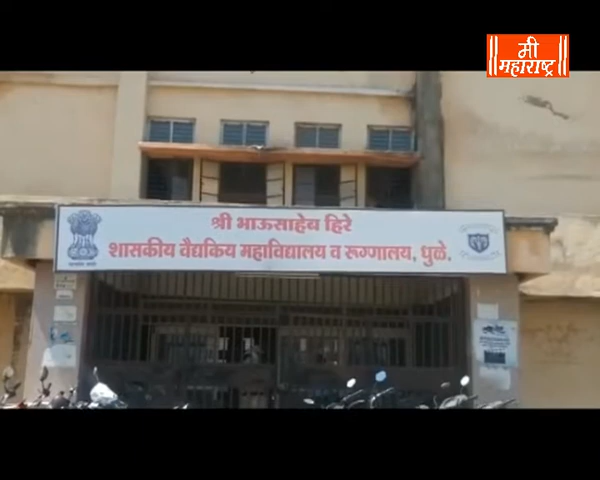 मी
महाराष्ट्र
श्री भाऊसाहेब हिरे
शासकीय वैद्यकिय महाविद्यालय व रूग्णालय, धुळे.